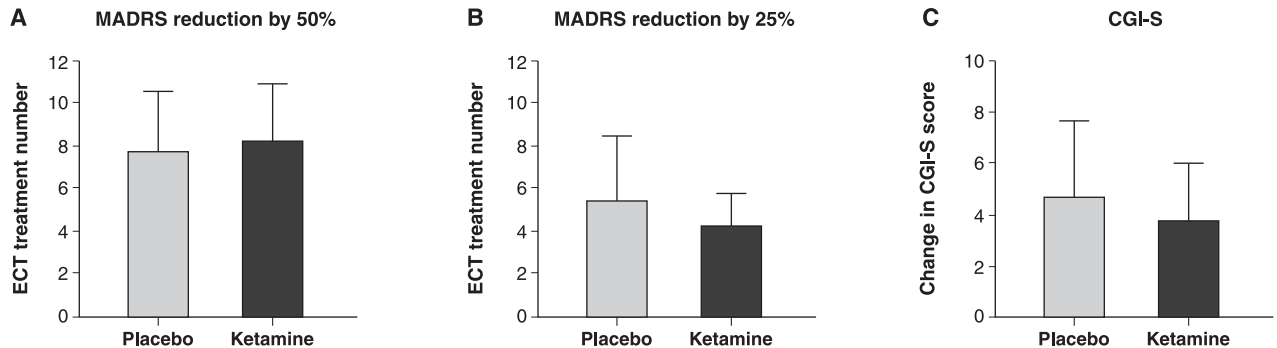 A MADRS reduction by 50%
ECT treatment number
12
10
8
6
4
2
0
Placebo Ketamine
B MADRS reduction by 25%
ECT treatment number
12
10
8
6
4
2
0
Placebo Ketamine
C CGI-S
Change in CGI-S score
10
8
6
4
2
0
Placebo Ketamine